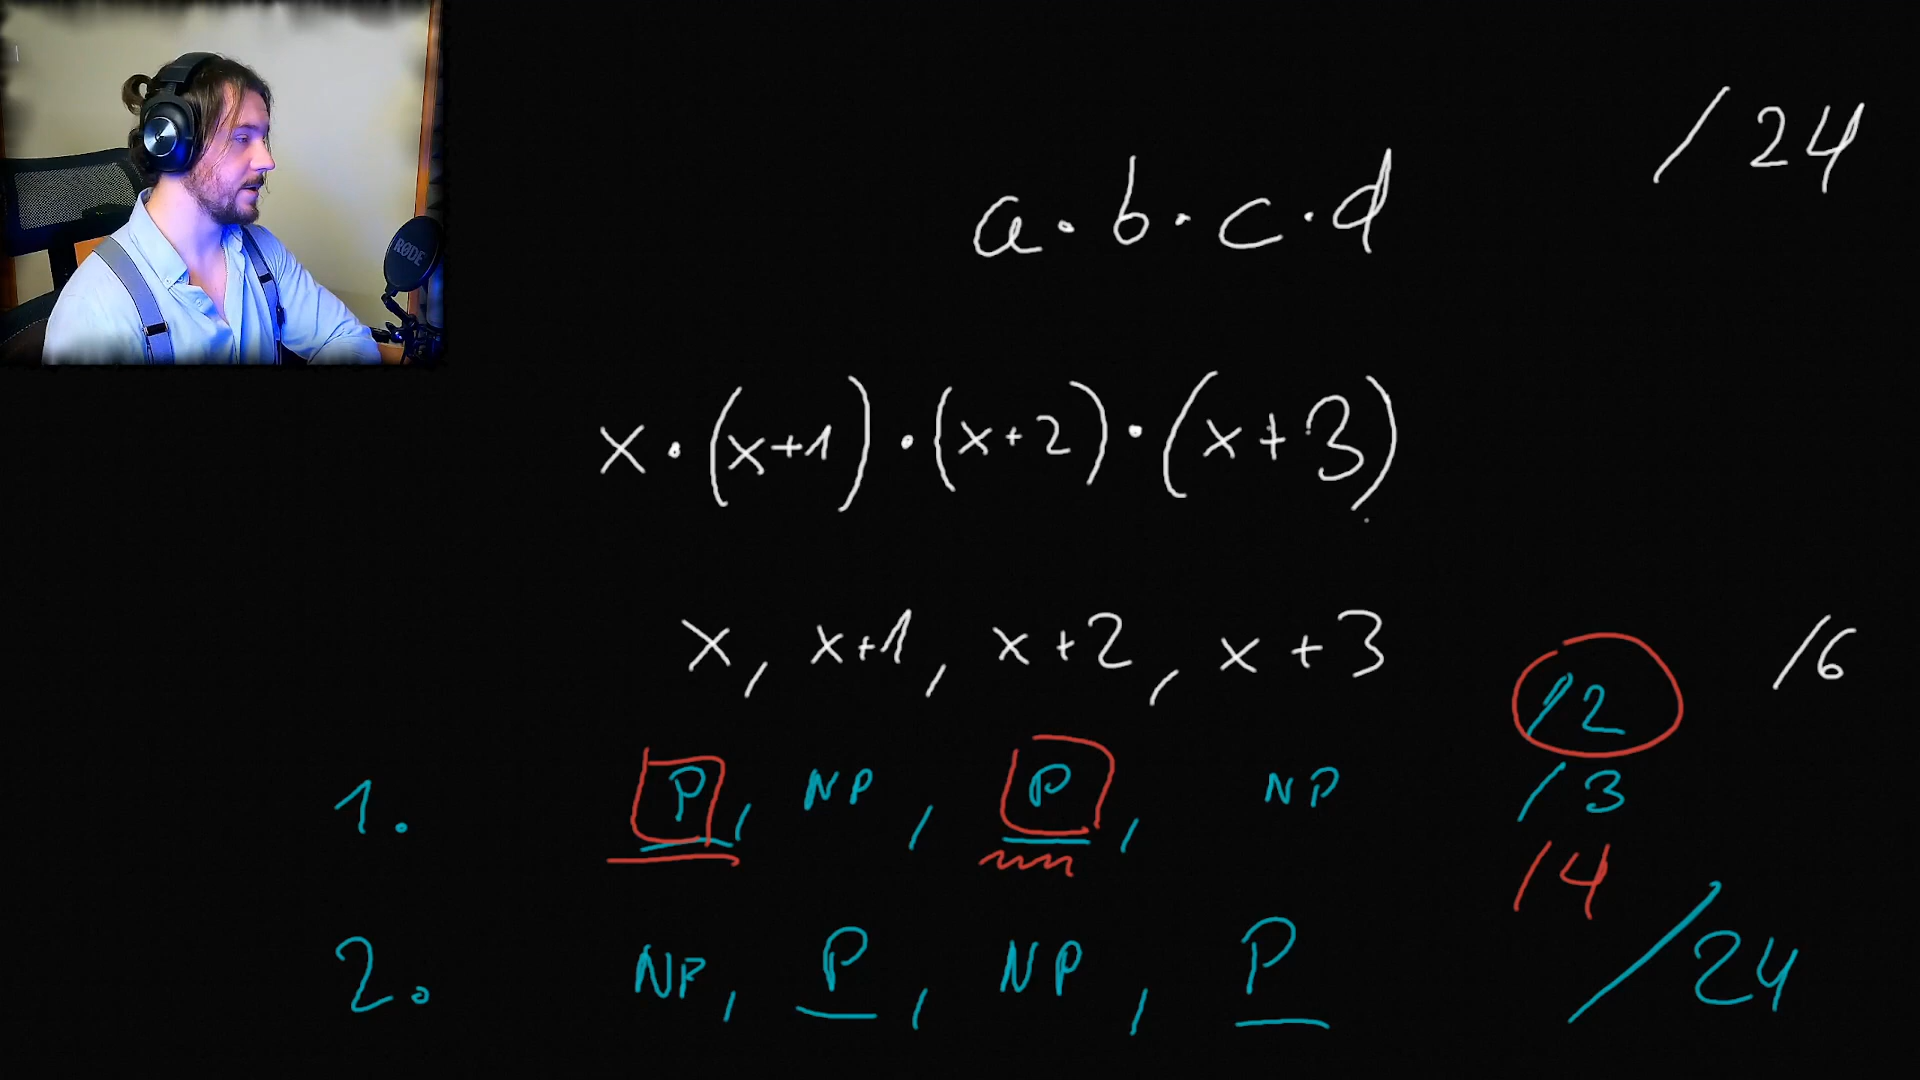 / 24
a · b · c · d
x · (x+1) · (x+2) · (x+3)
x, x+1, x+2, x+3
/6
/2
1. P, NP, P, NP
/3
/4
2. NP, P, NP, P
/24
RØDE